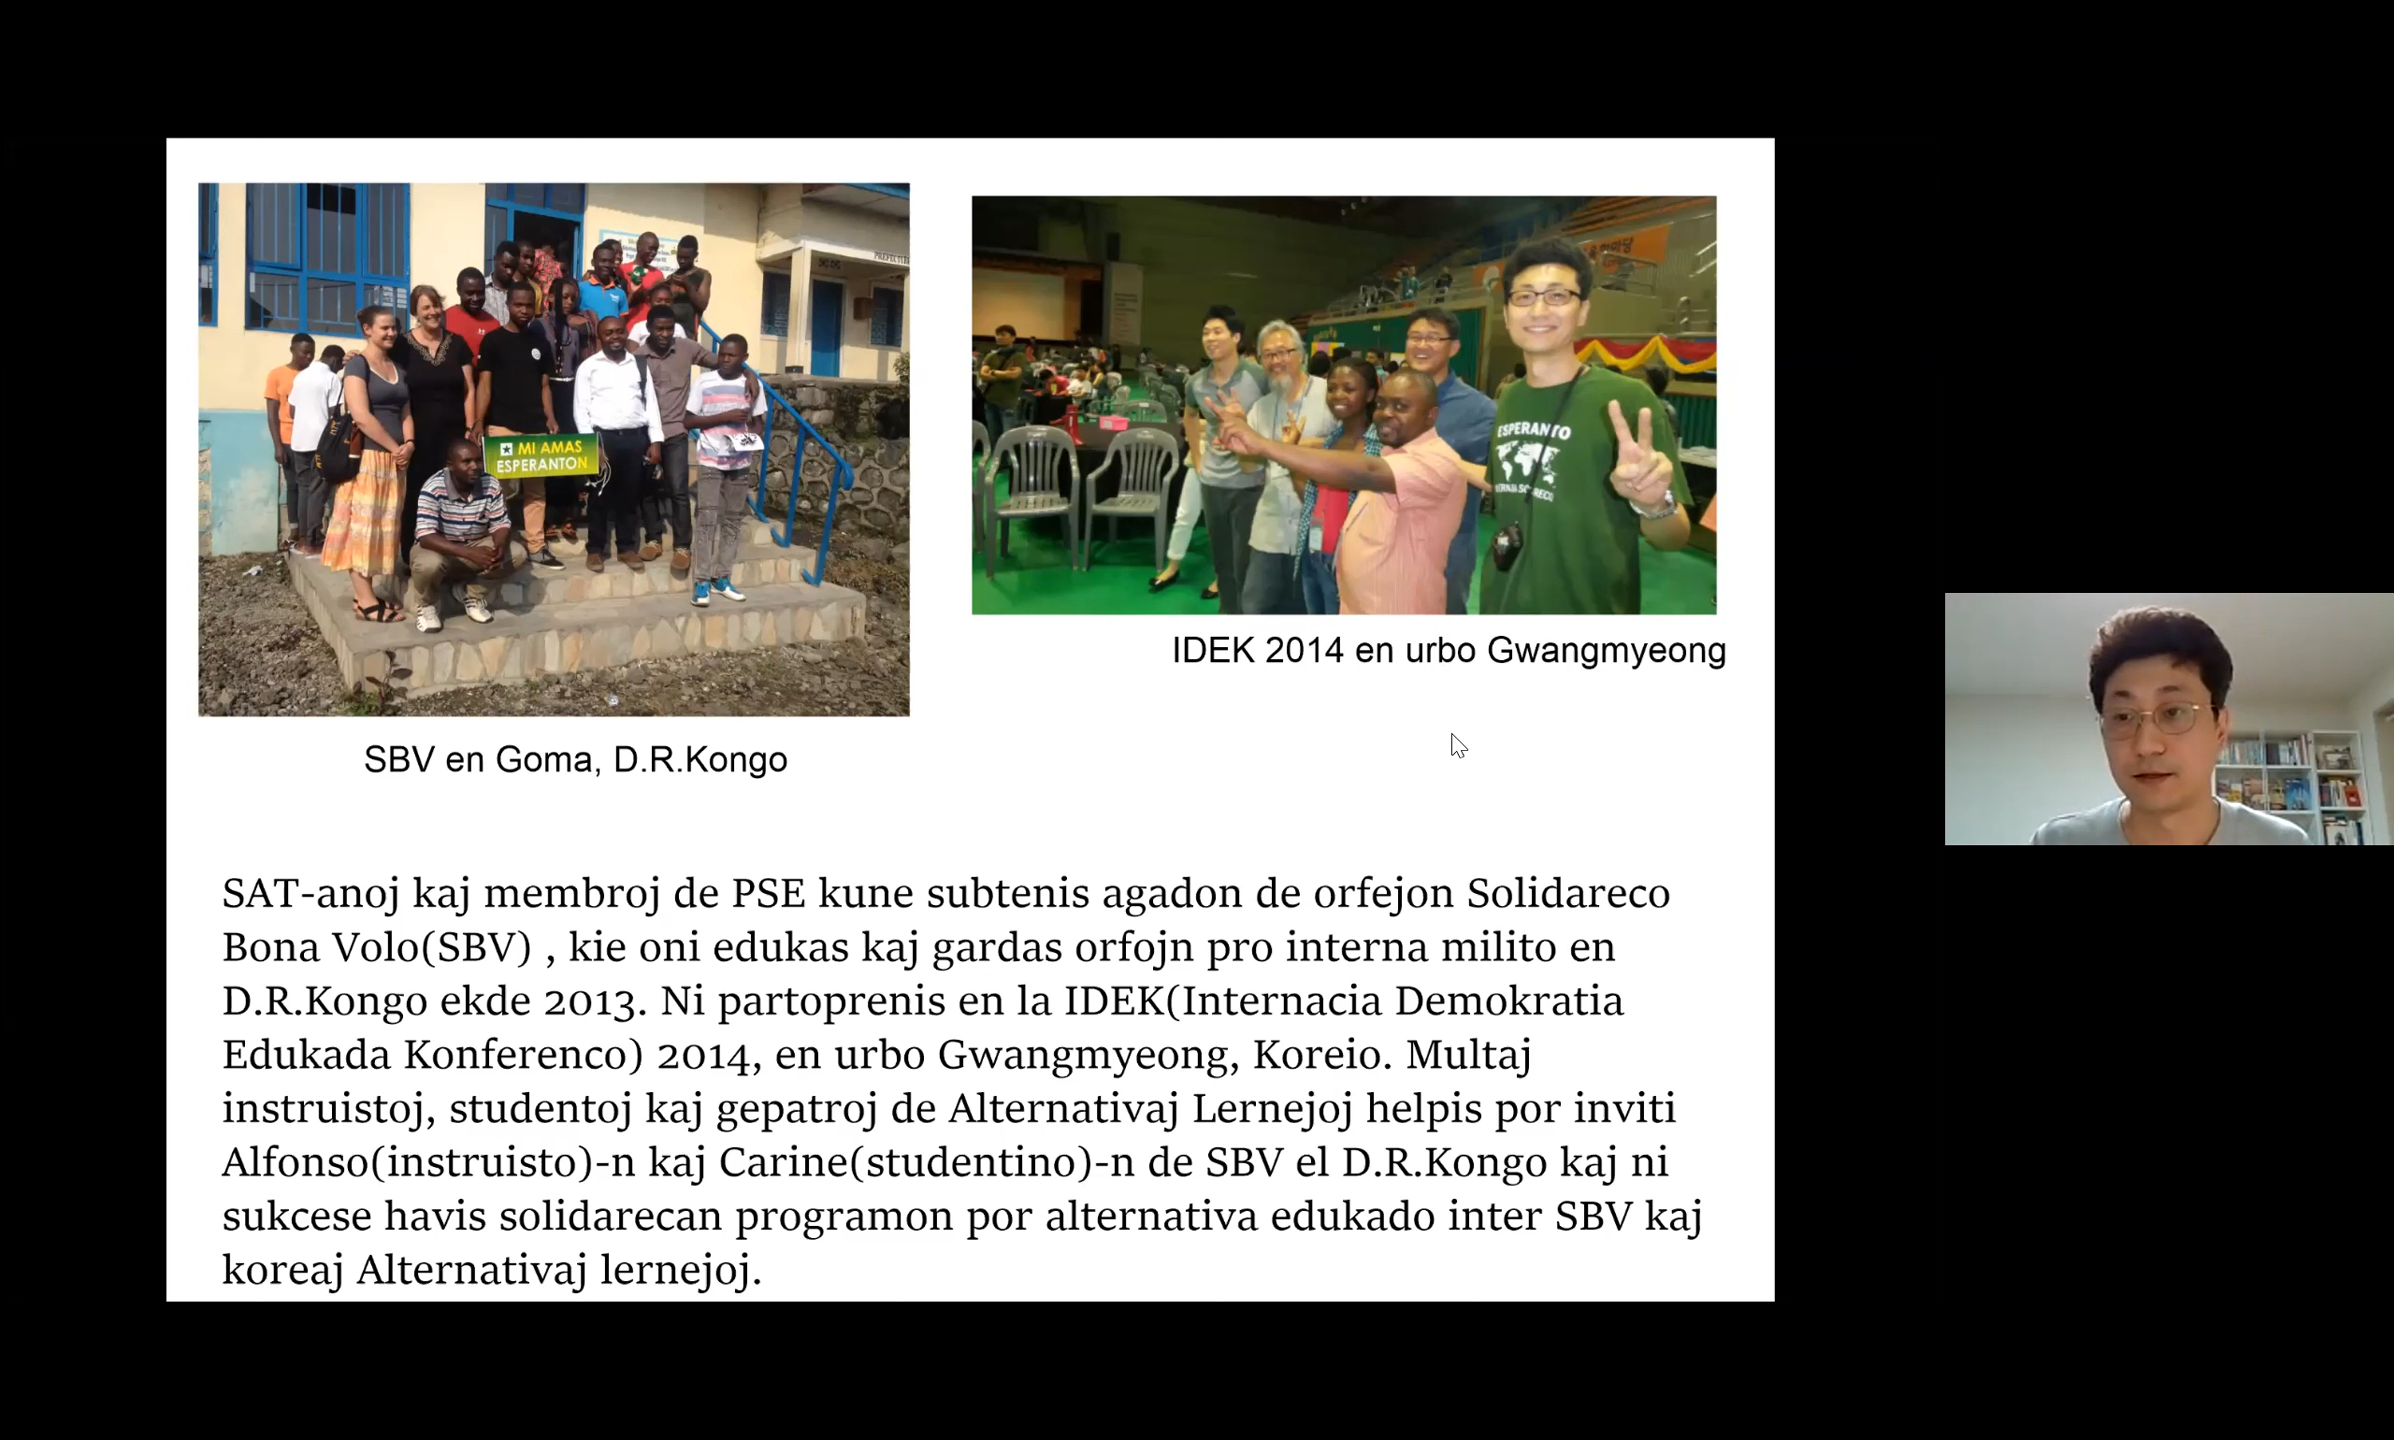 PREFECTURE
MI AMAS
ESPERANTON
ESPERANTO
SBV en Goma, D.R.Kongo
IDEK 2014 en urbo Gwangmyeong
SAT-anoj kaj membroj de PSE kune subtenis agadon de orfejon Solidareco
Bona Volo(SBV) , kie oni edukas kaj gardas orfojn pro interna milito en
D.R.Kongo ekde 2013. Ni partoprenis en la IDEK(Internacia Demokratia
Edukada Konferenco) 2014, en urbo Gwangmyeong, Koreio. Multaj
instruistoj, studentoj kaj gepatroj de Alternativaj Lernejoj helpis por inviti
Alfonso(instruisto)-n kaj Carine(studentino)-n de SBV el D.R.Kongo kaj ni
sukcese havis solidarecan programon por alternativa edukado inter SBV kaj
koreaj Alternativaj lernejoj.